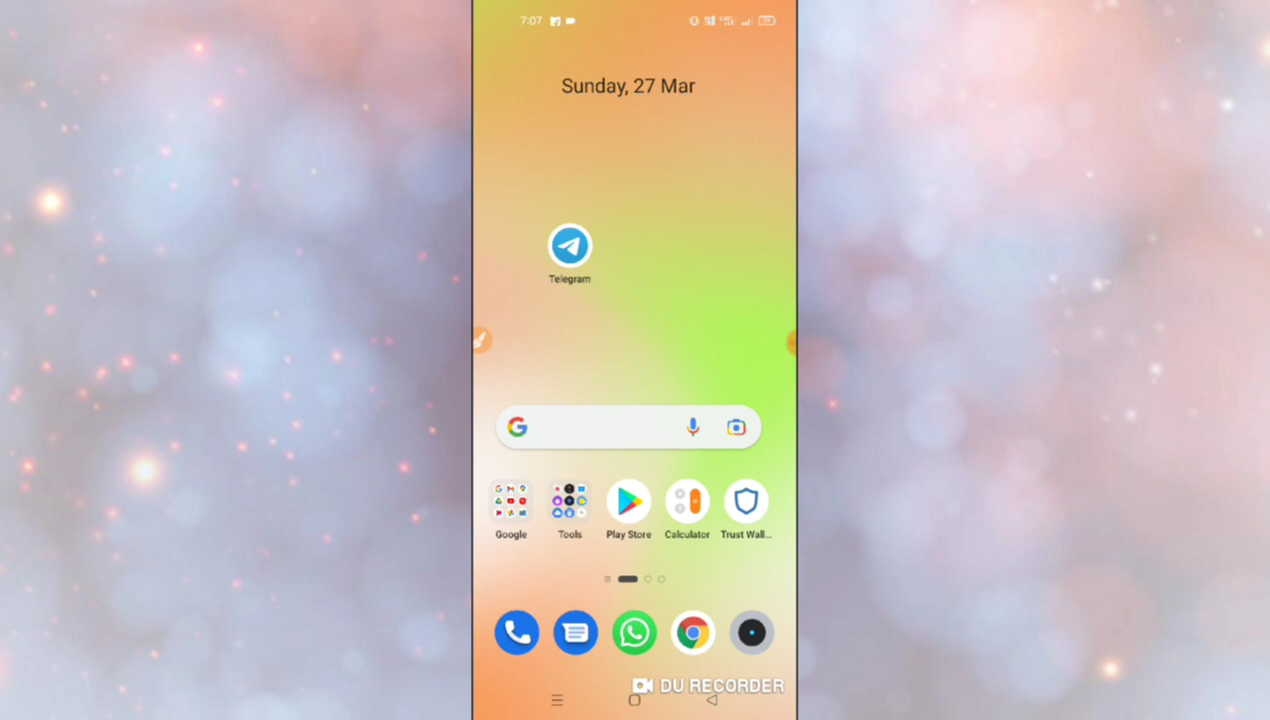 7:07
Sunday, 27 Mar
Telegram
Google
Tools
Play Store
Calculator
Trust Wall...
DU RECORDER